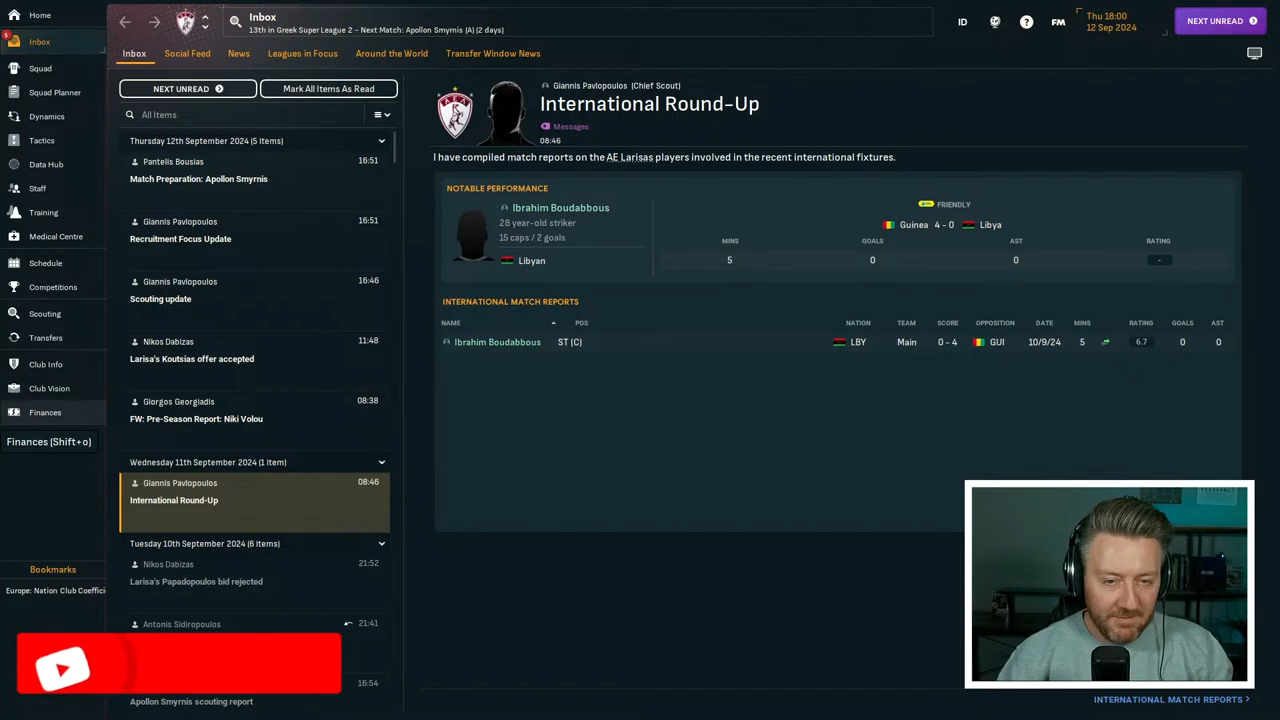 Home
5
Inbox
Squad
Squad Planner
Dynamics
Tactics
Data Hub
Staff
Training
Medical Centre
Schedule
Competitions
Scouting
Transfers
Club Info
Club Vision
Finances
Finances (Shift+o)
Bookmarks
Europe: Nation Club Coeffici
Inbox
13th in Greek Super League 2 - Next Match: Apollon Smyrnis (A) (2 days)
ID
?
FM
Thu 18:00
12 Sep 2024
NEXT UNREAD
Inbox
Social Feed
News
Leagues in Focus
Around the World
Transfer Window News
NEXT UNREAD
Mark All Items As Read
All Items
Thursday 12th September 2024 (5 items)
Pantelis Bousias 16:51
Match Preparation: Apollon Smyrnis
Giannis Pavlopoulos 16:51
Recruitment Focus Update
Giannis Pavlopoulos 16:46
Scouting update
Nikos Dabizas 11:48
Larisa's Koutsias offer accepted
Giorgos Georgiadis 08:38
FW: Pre-Season Report: Niki Volou
Wednesday 11th September 2024 (1 item)
Giannis Pavlopoulos 08:46
International Round-Up
Tuesday 10th September 2024 (6 items)
Nikos Dabizas 21:52
Larisa's Papadopoulos bid rejected
Antonis Sidiropoulos 21:41
16:54
Apollon Smyrnis scouting report
Giannis Pavlopoulos (Chief Scout)
International Round-Up
Messages
08:46
I have compiled match reports on the AE Larisas players involved in the recent international fixtures.
NOTABLE PERFORMANCE
Ibrahim Boudabbous
28 year-old striker
15 caps / 2 goals
Libyan
FRIENDLY
Guinea 4 - 0 Libya
MINS GOALS AST RATING
5 0 0 -
INTERNATIONAL MATCH REPORTS
NAME POS NATION TEAM SCORE OPPOSITION DATE MINS RATING GOALS AST
Ibrahim Boudabbous ST (C) LBY Main 0 - 4 GUI 10/9/24 5 6.7 0 0
INTERNATIONAL MATCH REPORTS